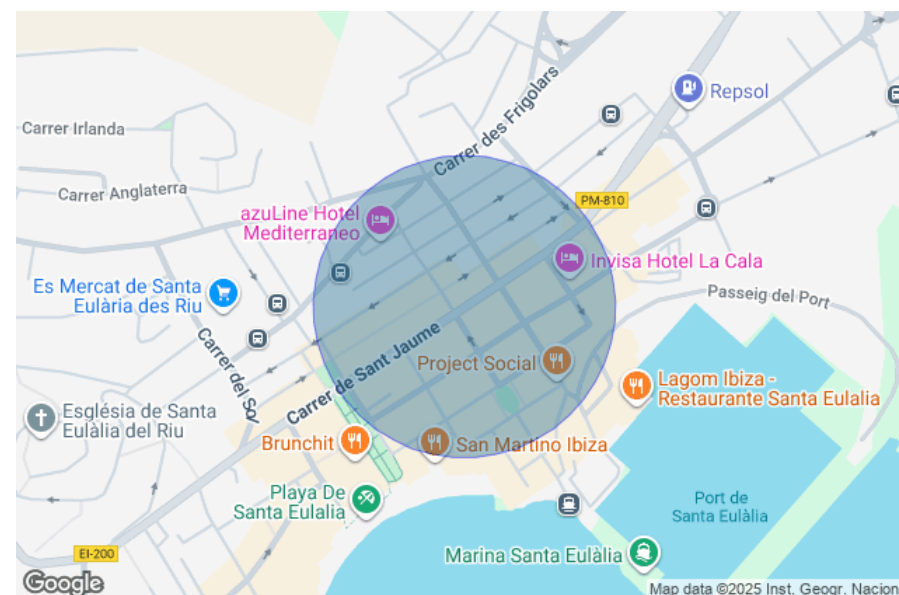 Repsol
Carrer des Frigolars
Carrer Irlanda
Carrer Anglaterra
PM-810
azuLine Hotel
Mediterraneo
Invisa Hotel La Cala
Es Mercat de Santa
Eulària des Riu
Passeig del Port
Carrer del Sol
Carrer de Sant Jaume
Project Social
Lagom Ibiza -
Restaurante Santa Eulalia
Església de Santa
Eulàlia del Riu
Brunchit
San Martino Ibiza
Playa De
Santa Eulalia
Port de
Santa Eulàlia
EI-200
Marina Santa Eulàlia
Google
Map data ©2025 Inst. Geogr. Nacion